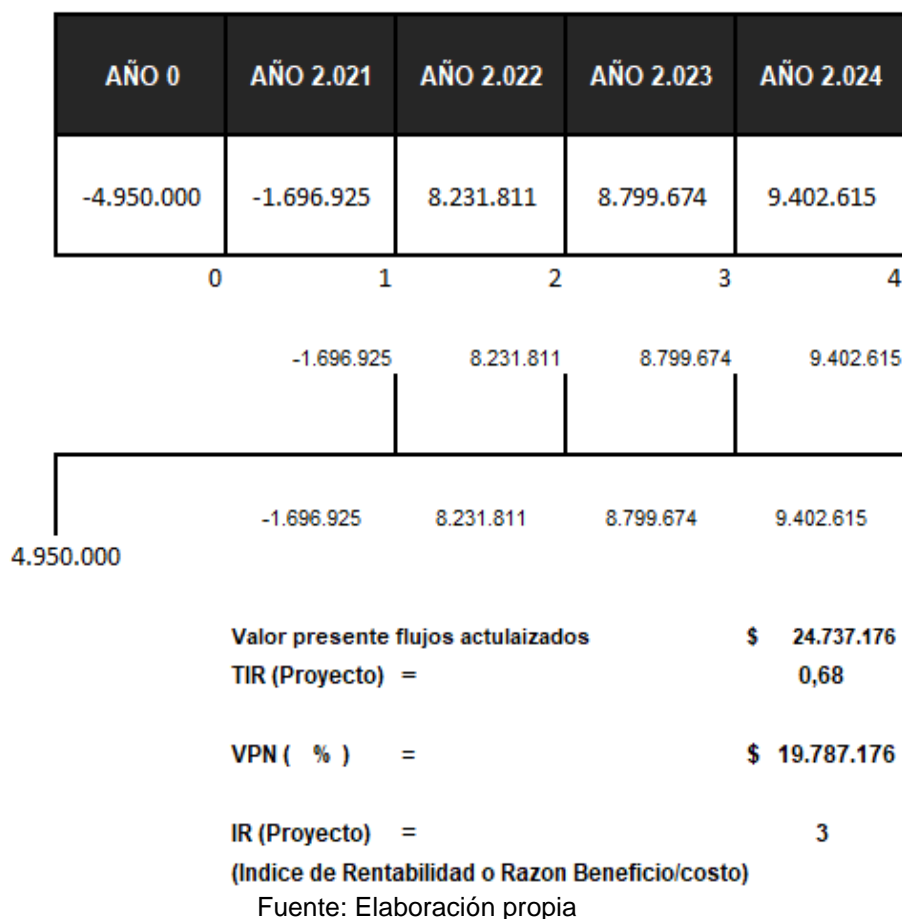 AÑO 0 AÑO 2.021 AÑO 2.022 AÑO 2.023 AÑO 2.024
-4.950.000 -1.696.925 8.231.811 8.799.674 9.402.615
0 1 2 3 4
-1.696.925 8.231.811 8.799.674 9.402.615
-1.696.925 8.231.811 8.799.674 9.402.615
4.950.000
Valor presente flujos actulaizados $ 24.737.176
TIR (Proyecto) = 0,68
VPN ( % ) = $ 19.787.176
IR (Proyecto) = 3
(Indice de Rentabilidad o Razon Beneficio/costo)
Fuente: Elaboración propia